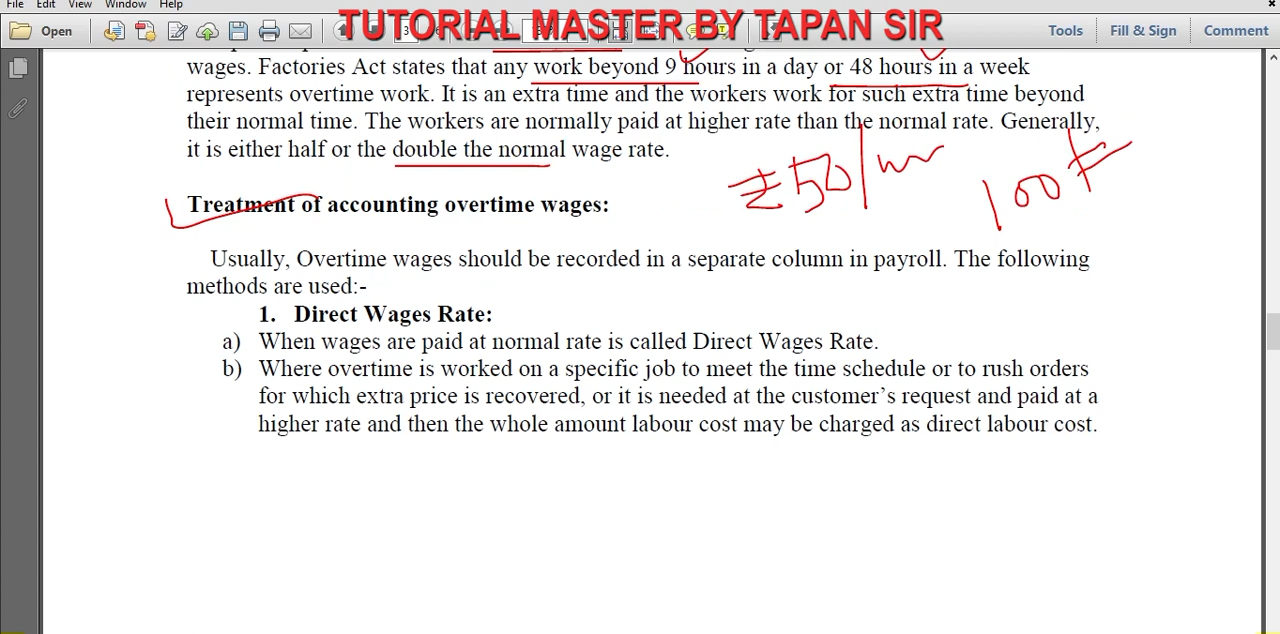 File Edit View Window Help
TUTORIAL MASTER BY TAPAN SIR
Open
Tools Fill & Sign Comment
wages. Factories Act states that any work beyond 9 hours in a day or 48 hours in a week
represents overtime work. It is an extra time and the workers work for such extra time beyond
their normal time. The workers are normally paid at higher rate than the normal rate. Generally,
it is either half or the double the normal wage rate.
₹50/
100
Treatment of accounting overtime wages:
Usually, Overtime wages should be recorded in a separate column in payroll. The following
methods are used:-
1. Direct Wages Rate:
a) When wages are paid at normal rate is called Direct Wages Rate.
b) Where overtime is worked on a specific job to meet the time schedule or to rush orders
for which extra price is recovered, or it is needed at the customer's request and paid at a
higher rate and then the whole amount labour cost may be charged as direct labour cost.